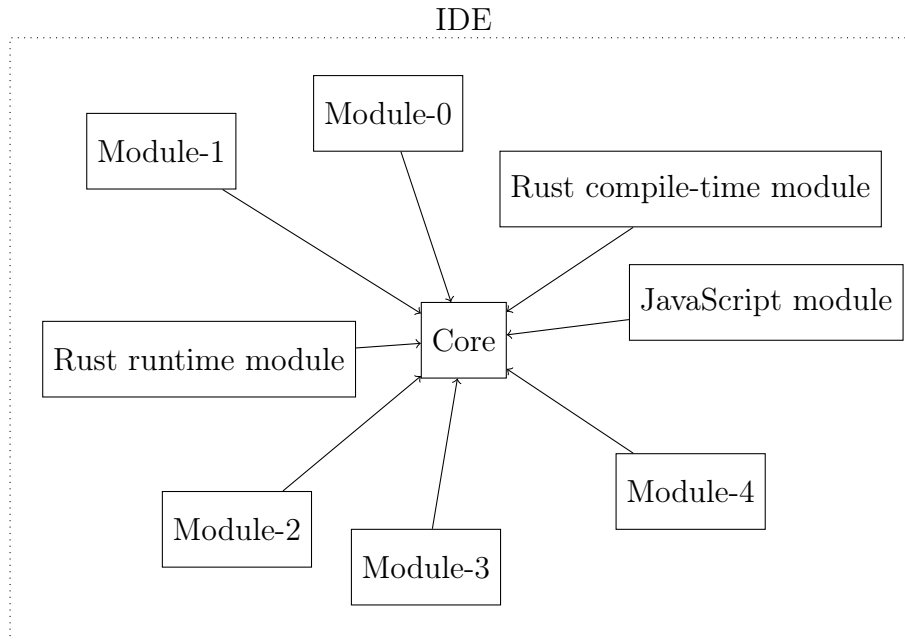 IDE
Module-0
Module-1
Rust compile-time module
JavaScript module
Core
Rust runtime module
Module-4
Module-2
Module-3